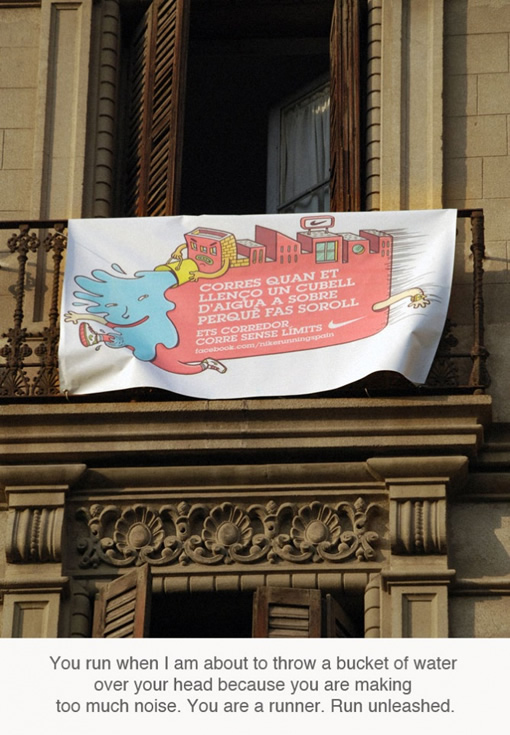 CORRES QUAN ET
LLENÇO UN CUBELL
D'AIGUA A SOBRE
PERQUÈ FAS SOROLL
ETS CORREDOR
CORRE SENSE LÍMITS
facebook.com/nikerunningspain
You run when I am about to throw a bucket of water
over your head because you are making
too much noise. You are a runner. Run unleashed.